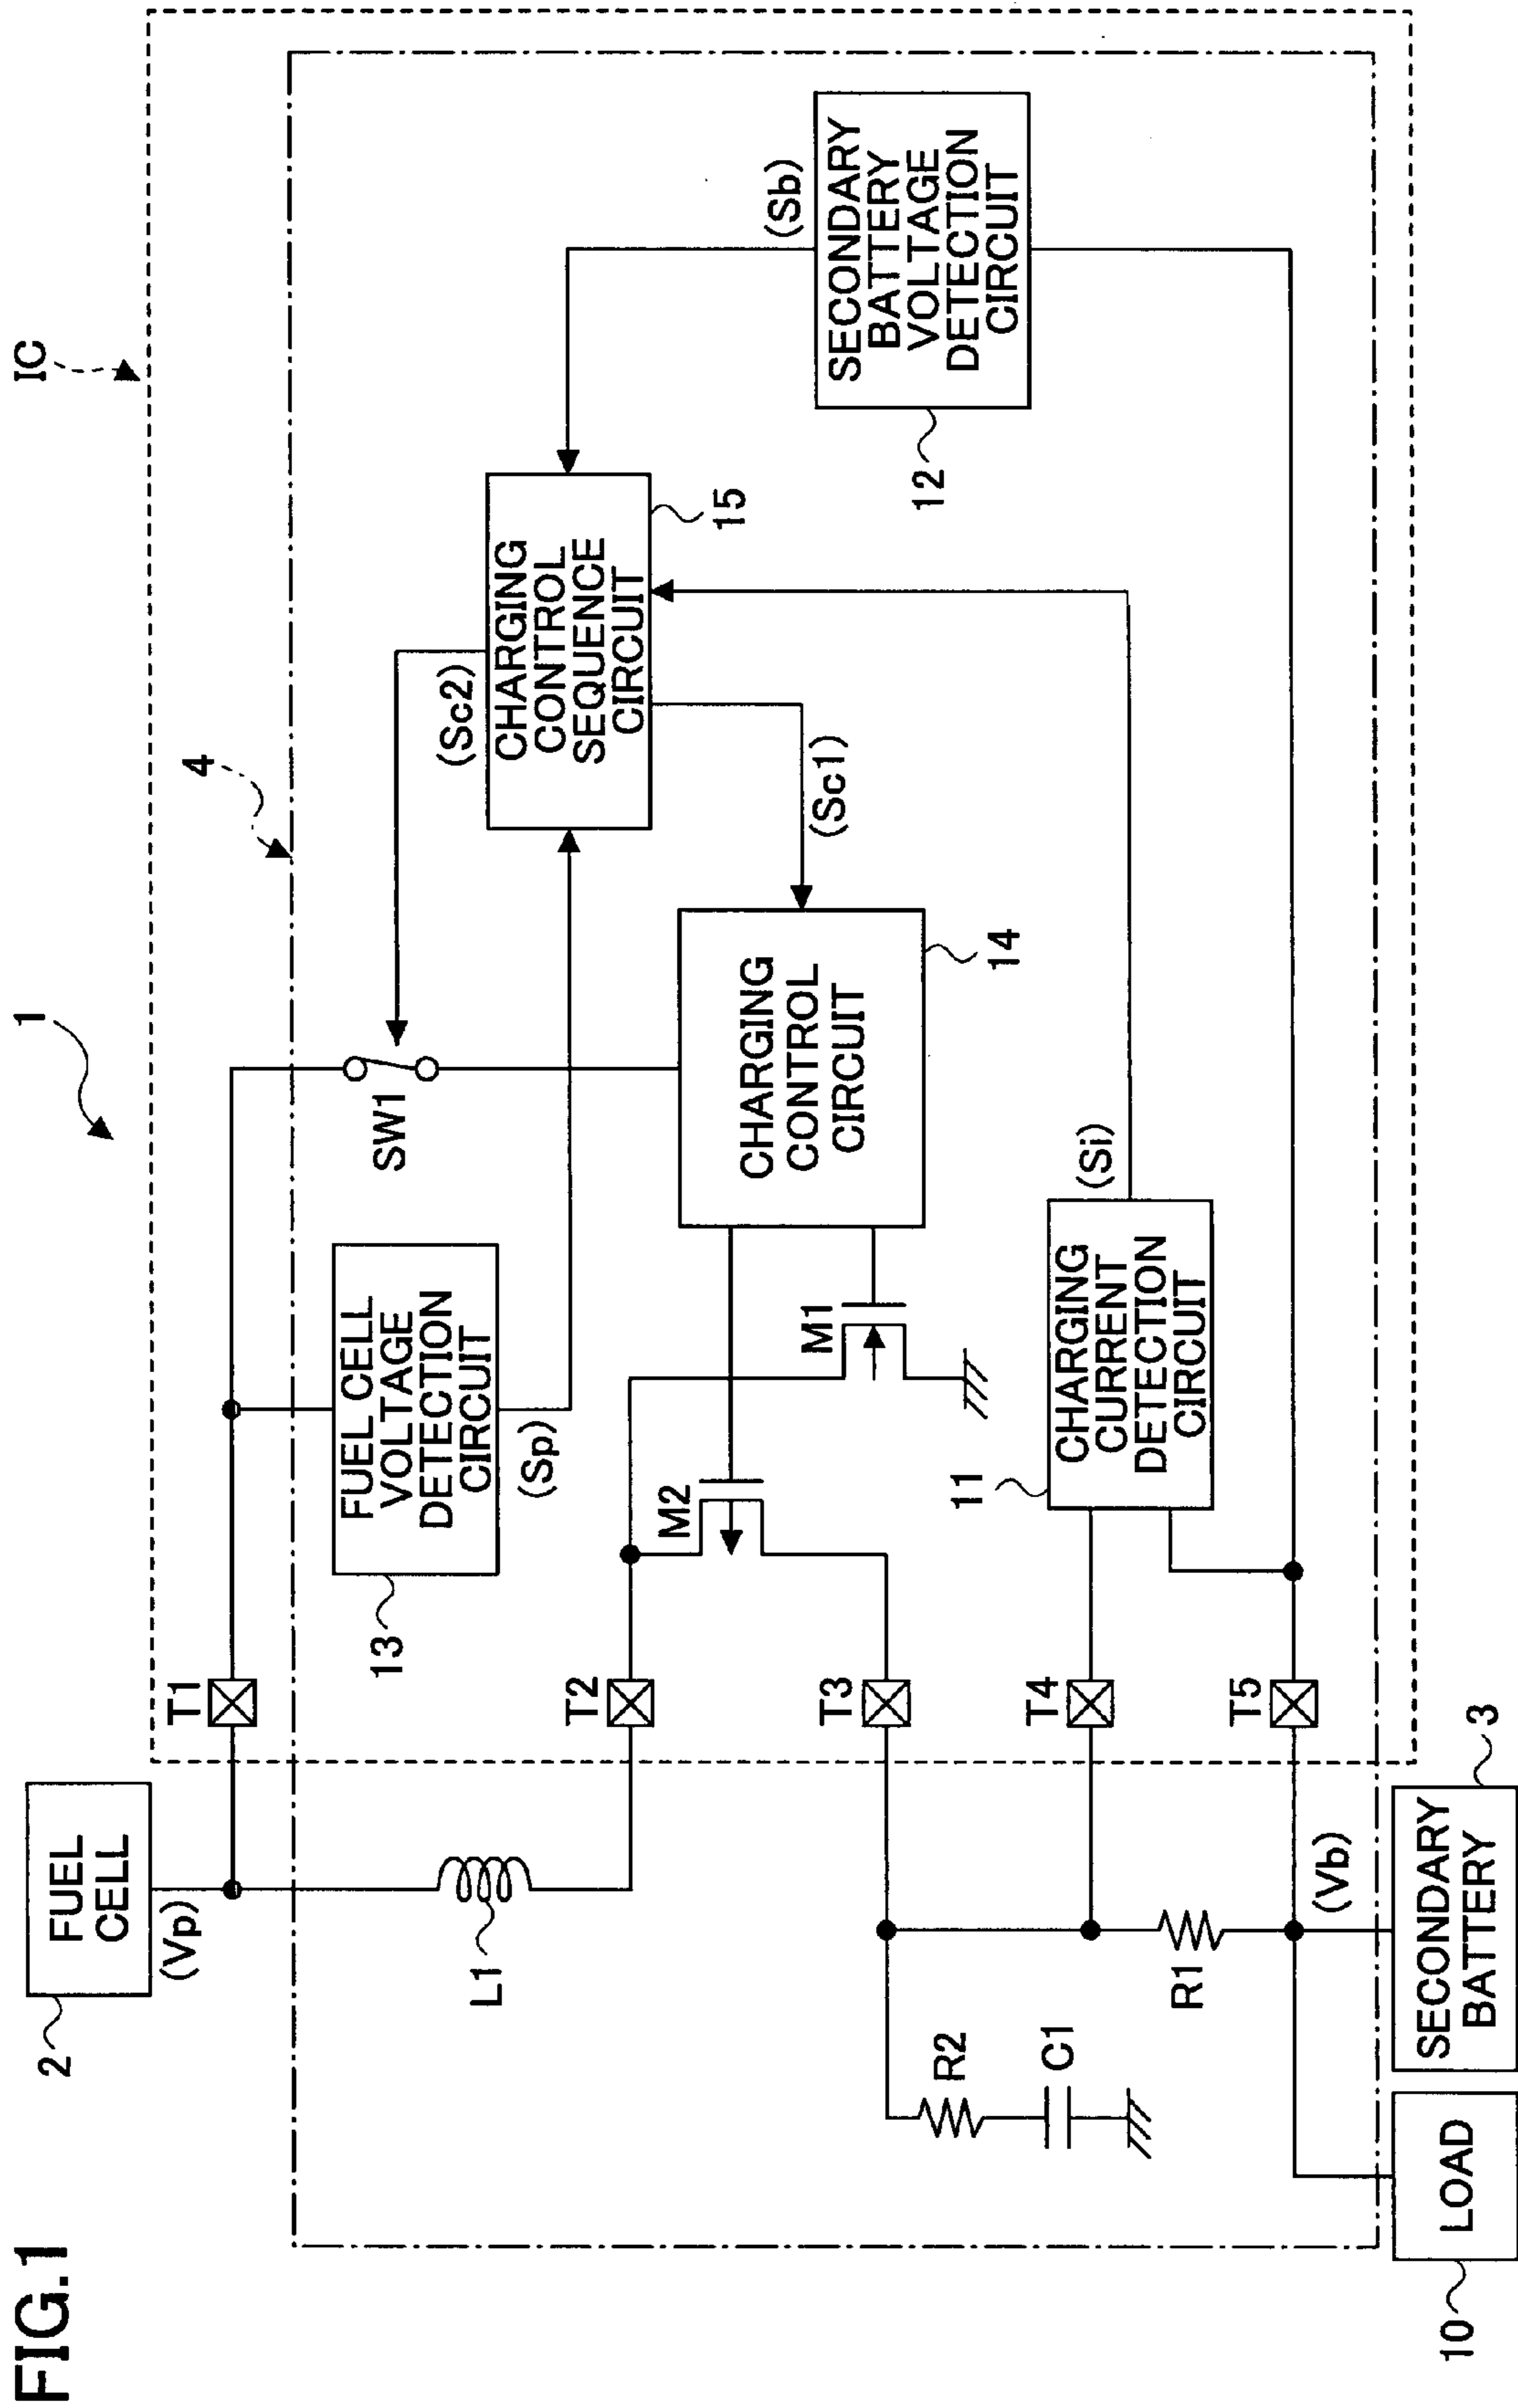 FIG.1
1
IC
4
2
FUEL
CELL
(Vp)
T1
13
FUEL CELL
VOLTAGE
DETECTION
CIRCUIT
(Sp)
SW1
(Sc2)
CHARGING
CONTROL
SEQUENCE
CIRCUIT
15
(Sc1)
(Sb)
SECONDARY
BATTERY
VOLTAGE
DETECTION
CIRCUIT
12
L1
T2
M2
M1
CHARGING
CONTROL
CIRCUIT
14
T3
R2
C1
T4
11
CHARGING
CURRENT
DETECTION
CIRCUIT
(Si)
R1
T5
(Vb)
10
LOAD
SECONDARY
BATTERY
3